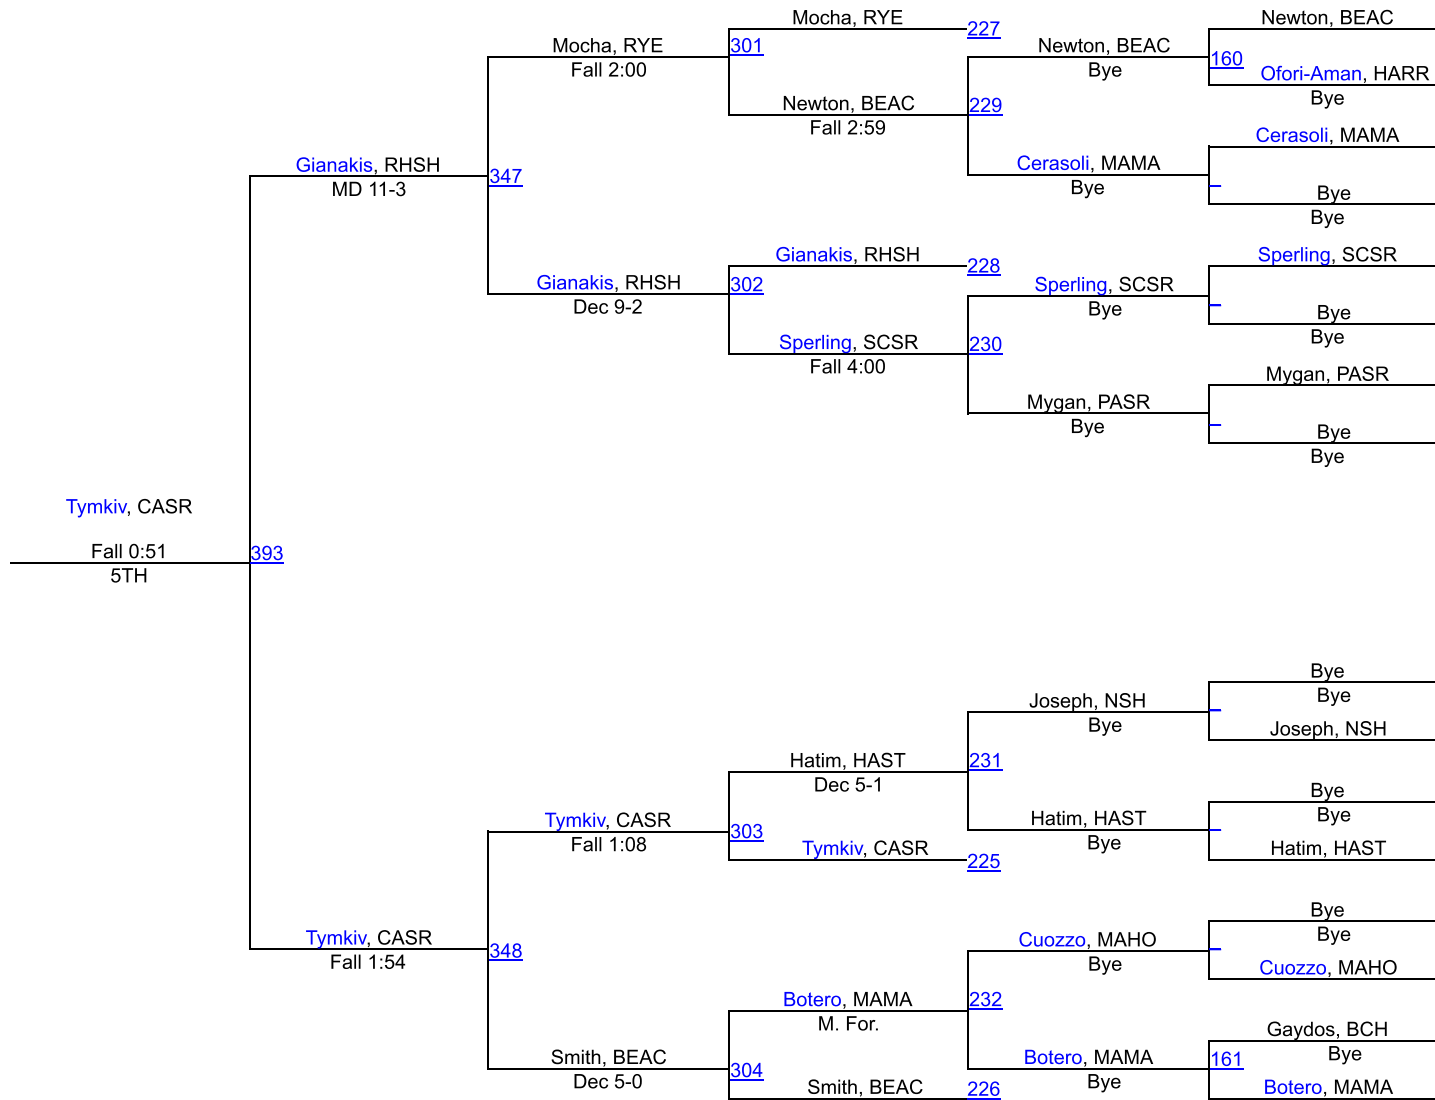 Mocha, RYE
227
Newton, BEAC
Mocha, RYE
301
Newton, BEAC
160
Fall 2:00
Bye
Ofori-Aman, HARR
Bye
Newton, BEAC
229
Fall 2:59
Cerasoli, MAMA
Gianakis, RHSH
347
Cerasoli, MAMA
MD 11-3
Bye
Bye
Bye
Gianakis, RHSH
228
Sperling, SCSR
Gianakis, RHSH
302
Sperling, SCSR
Dec 9-2
Bye
Bye
Bye
Sperling, SCSR
230
Fall 4:00
Mygan, PASR
Mygan, PASR
Bye
Bye
Bye
Tymkiv, CASR
Fall 0:51
393
5TH
Bye
Bye
Joseph, NSH
Bye
Joseph, NSH
Hatim, HAST
231
Dec 5-1
Bye
Bye
Tymkiv, CASR
303
Hatim, HAST
Fall 1:08
Bye
Tymkiv, CASR
225
Hatim, HAST
Bye
Bye
Tymkiv, CASR
348
Cuozzo, MAHO
Fall 1:54
Bye
Cuozzo, MAHO
Botero, MAMA
232
M. For.
Gaydos, BCH
Bye
Smith, BEAC
304
Botero, MAMA
161
Dec 5-0
Bye
Smith, BEAC
226
Botero, MAMA